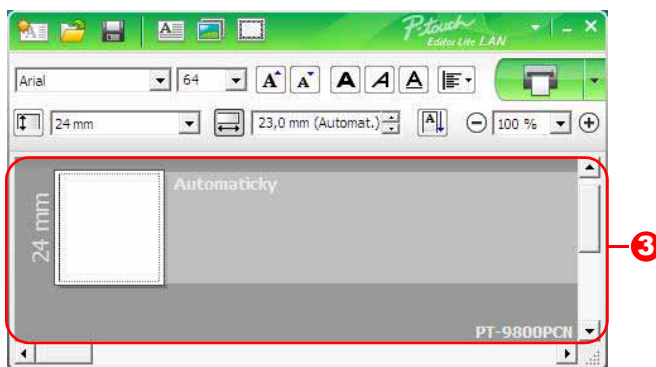 P-touch
Editor Lite LAN
Arial 64 A A A A A
24 mm 23,0 mm (Automat.) A 100 %
24 mm
Automaticky
3
PT-9800PCN